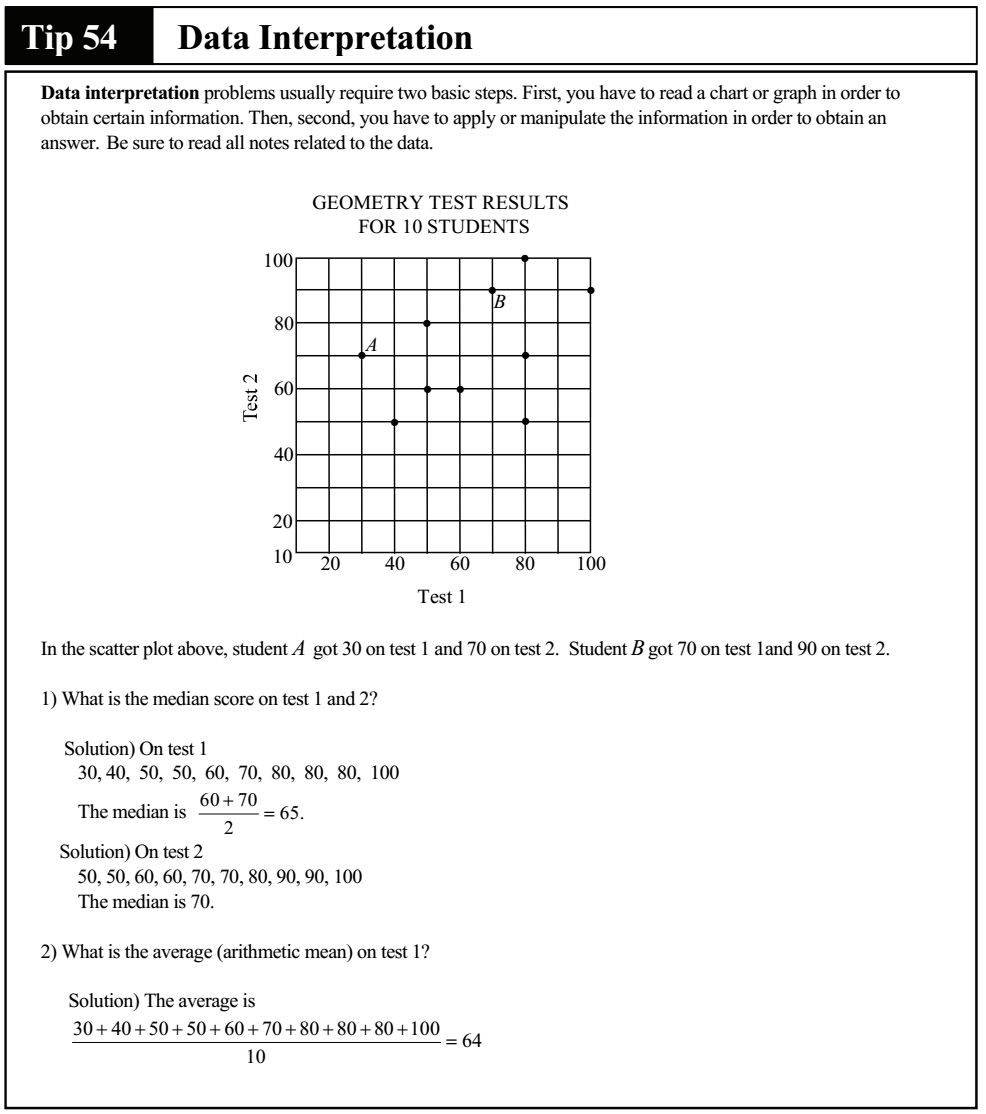 Tip 54 Data Interpretation
Data interpretation problems usually require two basic steps. First, you have to read a chart or graph in order to
obtain certain information. Then, second, you have to apply or manipulate the information in order to obtain an
answer. Be sure to read all notes related to the data.
GEOMETRY TEST RESULTS
FOR 10 STUDENTS
100
B
80
A
Test 2
60
40
20
10
20 40 60 80 100
Test 1
In the scatter plot above, student A got 30 on test 1 and 70 on test 2. Student B got 70 on test 1and 90 on test 2.
1) What is the median score on test 1 and 2?
Solution) On test 1
30, 40, 50, 50, 60, 70, 80, 80, 80, 100
The median is (60 + 70)/2 = 65.
Solution) On test 2
50, 50, 60, 60, 70, 70, 80, 90, 90, 100
The median is 70.
2) What is the average (arithmetic mean) on test 1?
Solution) The average is
(30 + 40 + 50 + 50 + 60 + 70 + 80 + 80 + 80 + 100)/10 = 64